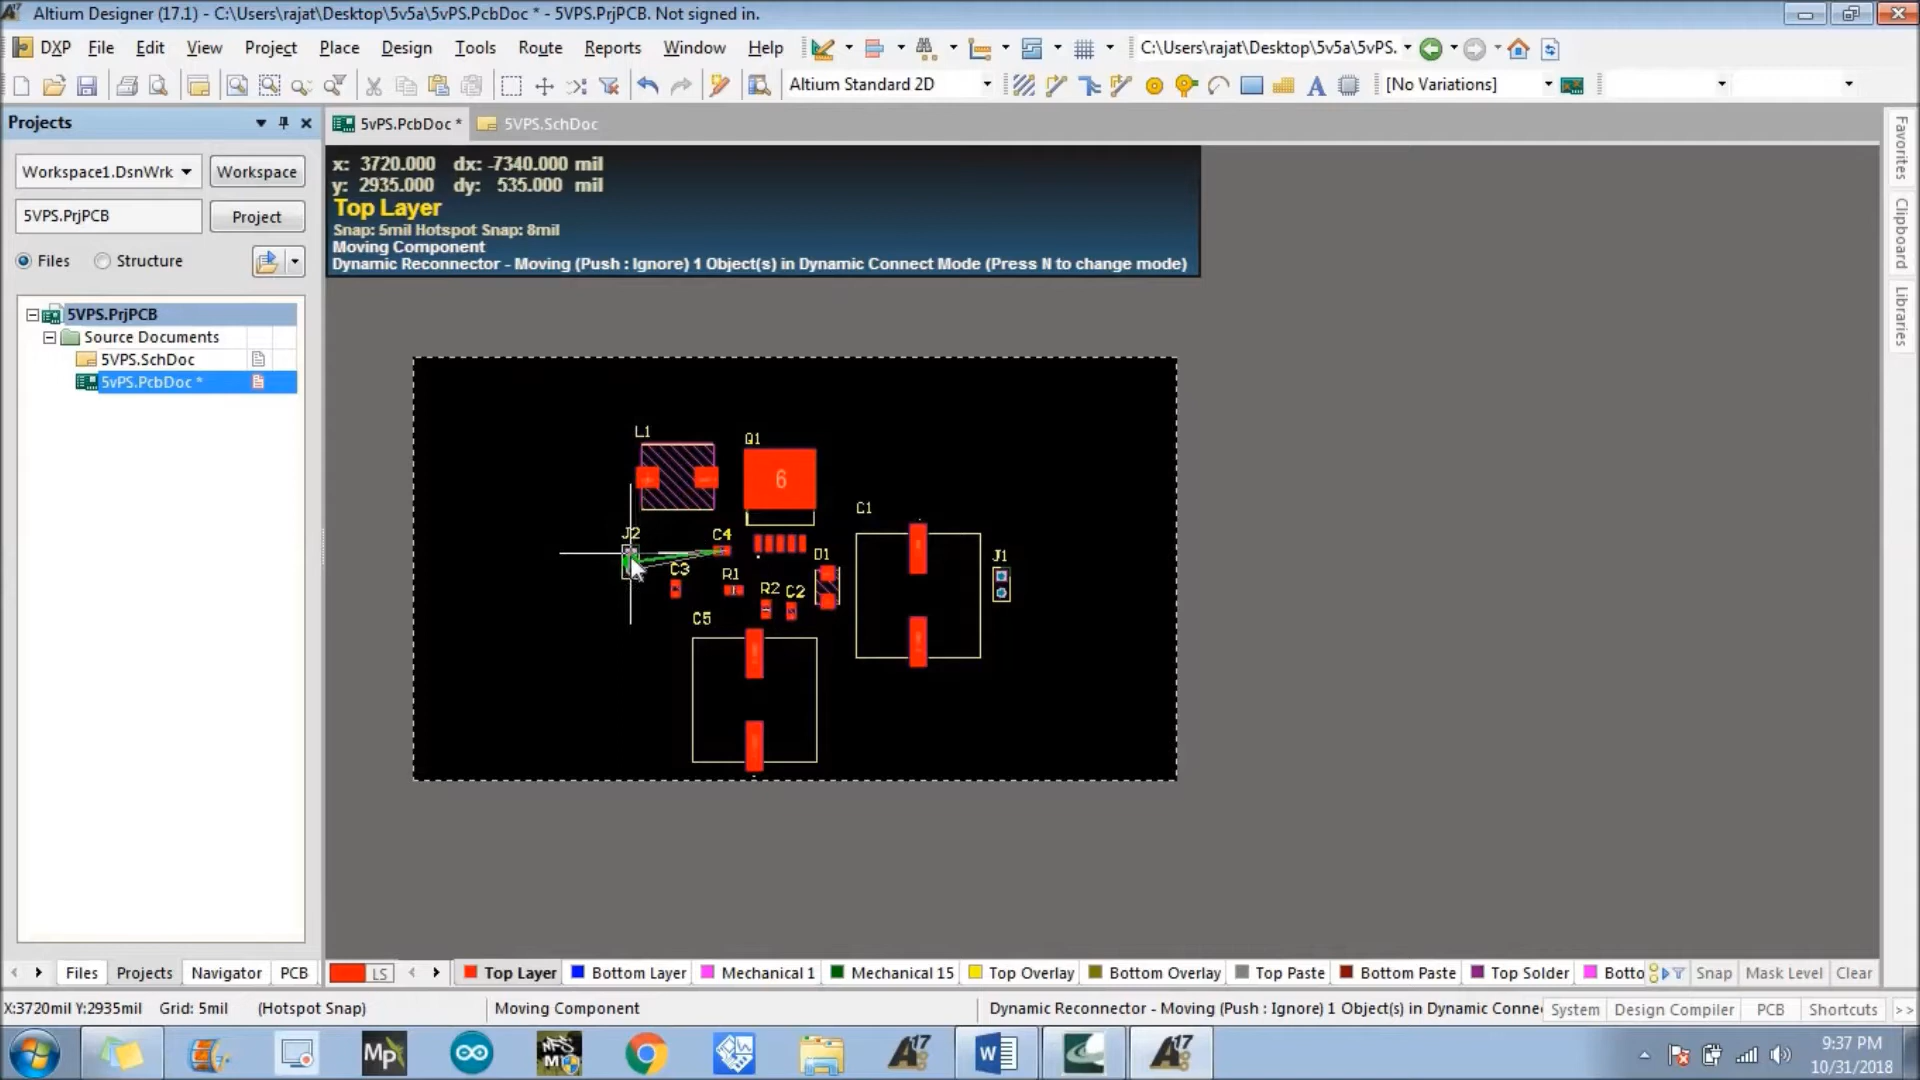 Altium Designer (17.1) - C:\Users\rajat\Desktop\5v5a\5vPS.PcbDoc * - 5VPS.PrjPCB. Not signed in.
DXP File Edit View Project Place Design Tools Route Reports Window Help C:\Users\rajat\Desktop\5v5a\5vPS.
Altium Standard 2D [No Variations]
Projects
5vPS.PcbDoc * 5VPS.SchDoc
Workspace1.DsnWrk Workspace
5VPS.PrjPCB Project
Files Structure
5VPS.PrjPCB
Source Documents
5VPS.SchDoc
5vPS.PcbDoc *
x: 3720.000 dx: -7340.000 mil
y: 2935.000 dy: 535.000 mil
Top Layer
Snap: 5mil Hotspot Snap: 8mil
Moving Component
Dynamic Reconnector - Moving (Push : Ignore) 1 Object(s) in Dynamic Connect Mode (Press N to change mode)
L1 Q1
6
C1
J2 C4 D1 J1
C3 R1
R2 C2
C5
Favorites
Clipboard
Libraries
Files Projects Navigator PCB
LS Top Layer Bottom Layer Mechanical 1 Mechanical 15 Top Overlay Bottom Overlay Top Paste Bottom Paste Top Solder Botto Snap Mask Level Clear
X:3720mil Y:2935mil Grid: 5mil (Hotspot Snap) Moving Component Dynamic Reconnector - Moving (Push : Ignore) 1 Object(s) in Dynamic Conne System Design Compiler PCB Shortcuts >>
9:37 PM
10/31/2018